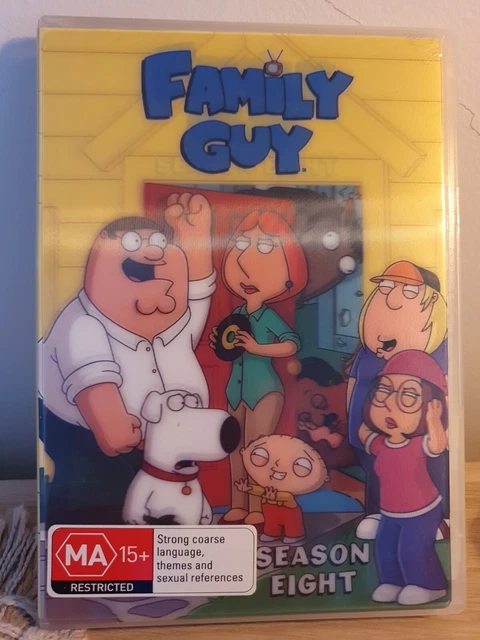 FAMILY
GUY
MA 15+
RESTRICTED
Strong coarse
language,
themes and
sexual references
SEASON
EIGHT